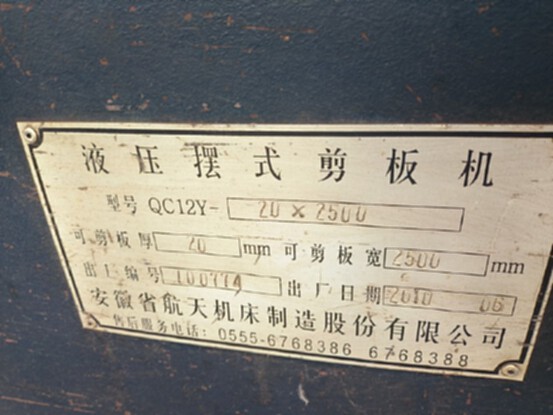 液压摆式剪板机
型号 QC12Y- 20×2500
可剪板厚 20 mm 可剪板宽 2500 mm
出厂编号 100774 出厂日期 2010 06
安徽省航天机床制造股份有限公司
售后服务电话：0555-6768386 6768388